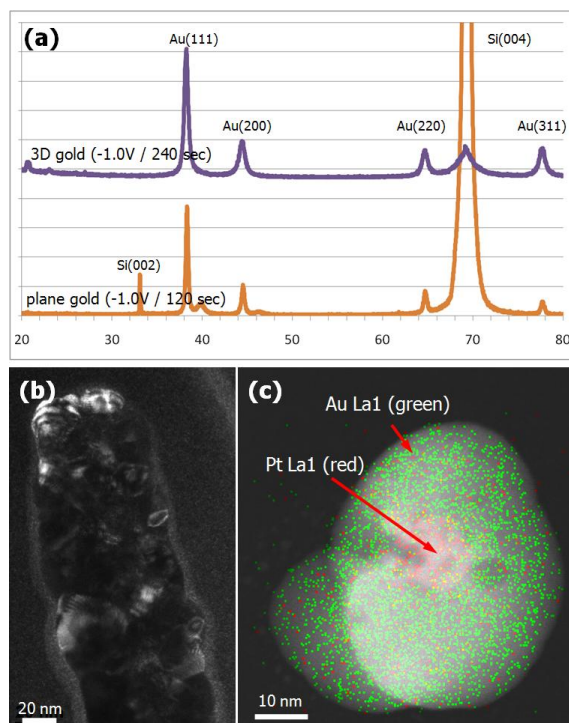 (a)
Au(111)
Si(004)
Au(200)
Au(220)
Au(311)
3D gold (-1.0V / 240 sec)
Si(002)
plane gold (-1.0V / 120 sec)
20 30 40 50 60 70 80
(b)
20 nm
(c)
Au La1 (green)
Pt La1 (red)
10 nm